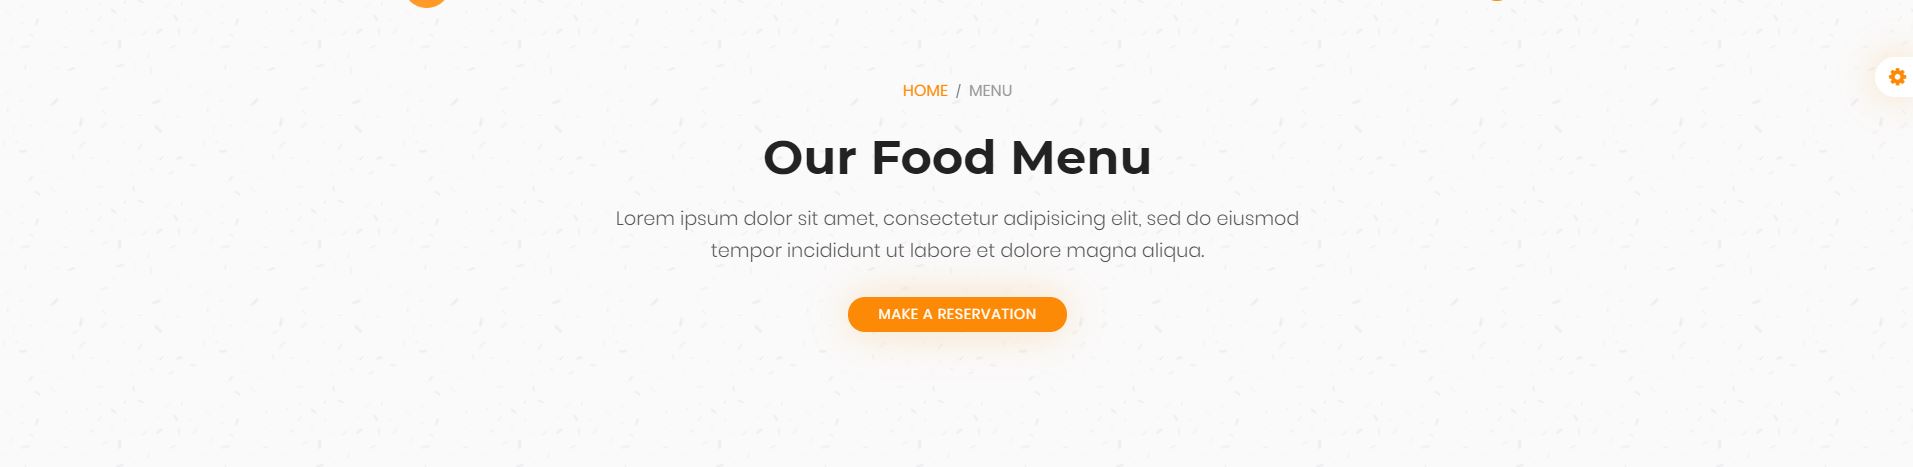 HOME / MENU
Our Food Menu
Lorem ipsum dolor sit amet, consectetur adipisicing elit, sed do eiusmod
tempor incididunt ut labore et dolore magna aliqua.
MAKE A RESERVATION